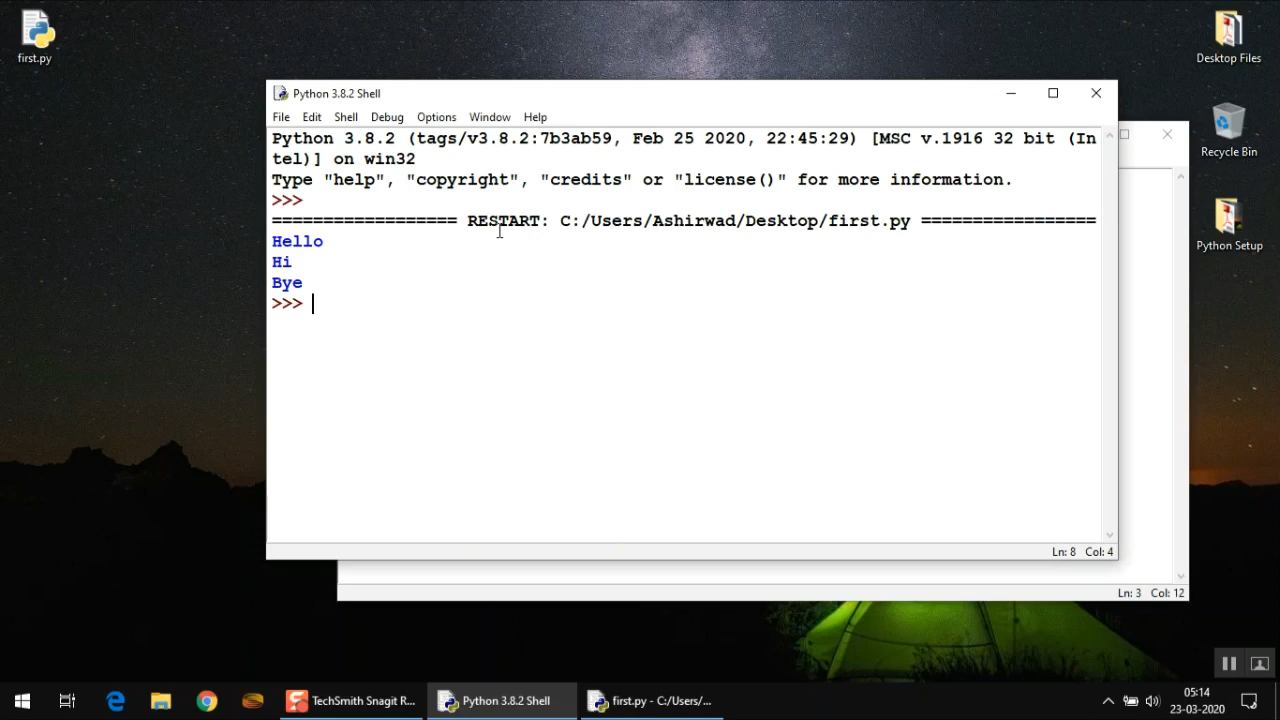 first.py
Desktop Files
Recycle Bin
Python Setup
Python 3.8.2 Shell
File Edit Shell Debug Options Window Help
Python 3.8.2 (tags/v3.8.2:7b3ab59, Feb 25 2020, 22:45:29) [MSC v.1916 32 bit (In
tel)] on win32
Type "help", "copyright", "credits" or "license()" for more information.
>>>
================== RESTART: C:/Users/Ashirwad/Desktop/first.py =================
Hello
Hi
Bye
>>>
Ln: 8 Col: 4
Ln: 3 Col: 12
TechSmith Snagit R...
Python 3.8.2 Shell
first.py - C:/Users/...
05:14
23-03-2020